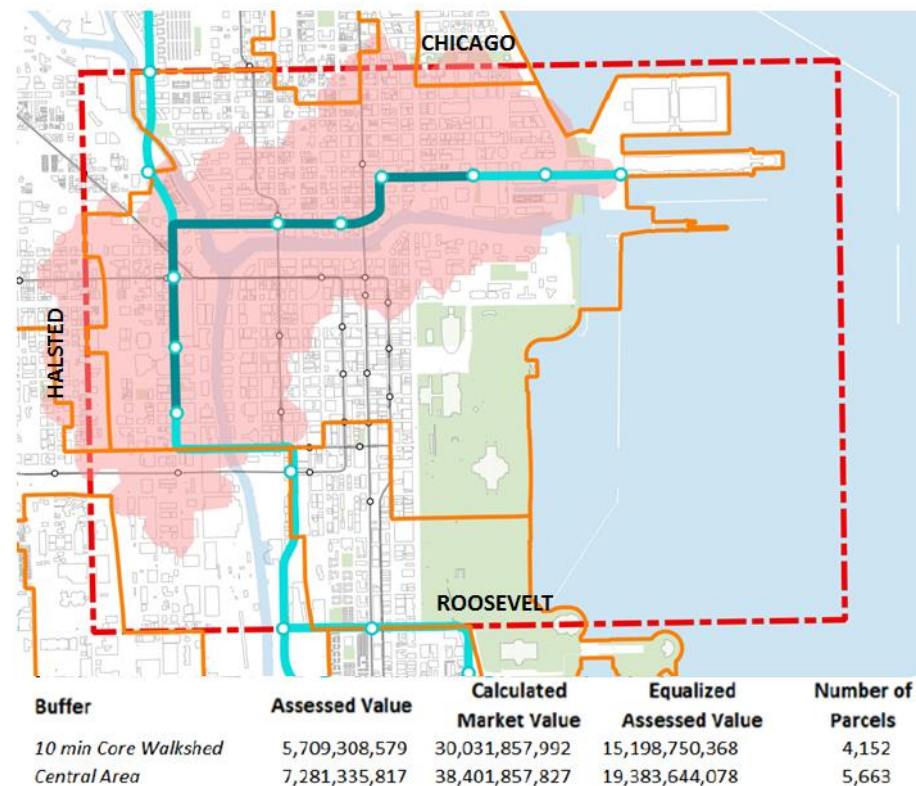 CHICAGO
HALSTED
ROOSEVELT
Buffer Assessed Value Calculated Market Value Equalized Assessed Value Number of Parcels
10 min Core Walkshed 5,709,308,579 30,031,857,992 15,198,750,368 4,152
Central Area 7,281,335,817 38,401,857,827 19,383,644,078 5,663